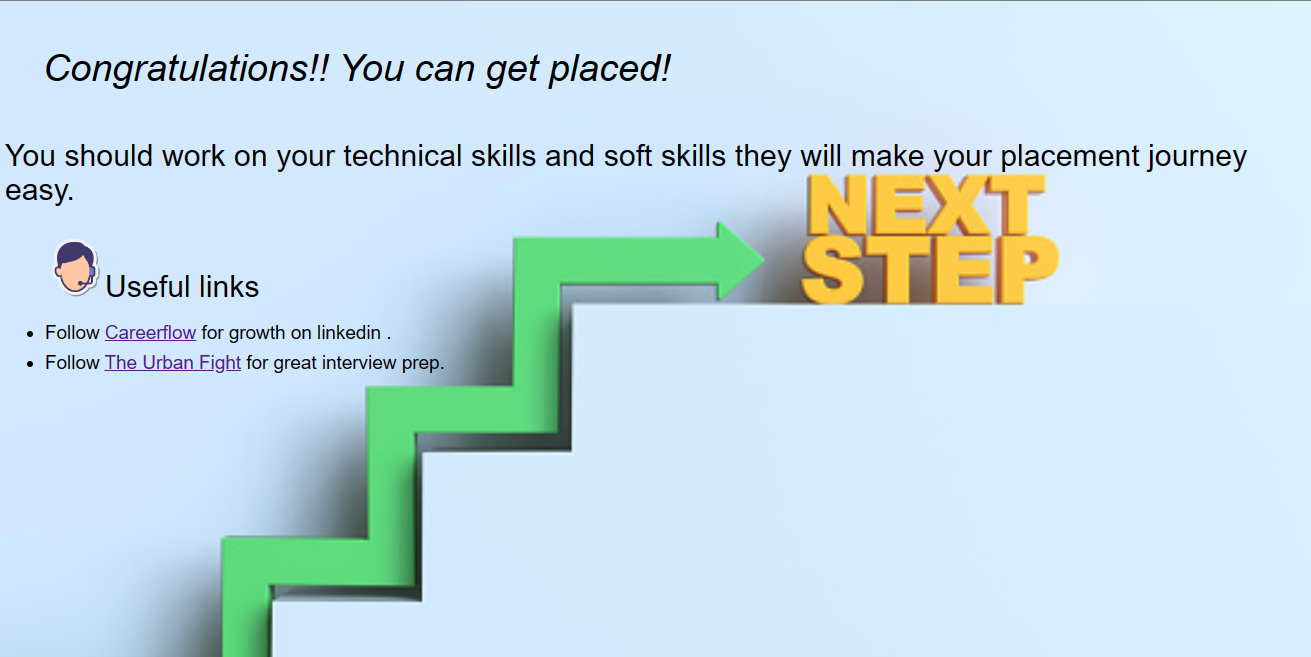 Congratulations!! You can get placed!
You should work on your technical skills and soft skills they will make your placement journey
easy.
NEXT
STEP
Useful links
Follow Careerflow for growth on linkedin .
Follow The Urban Fight for great interview prep.